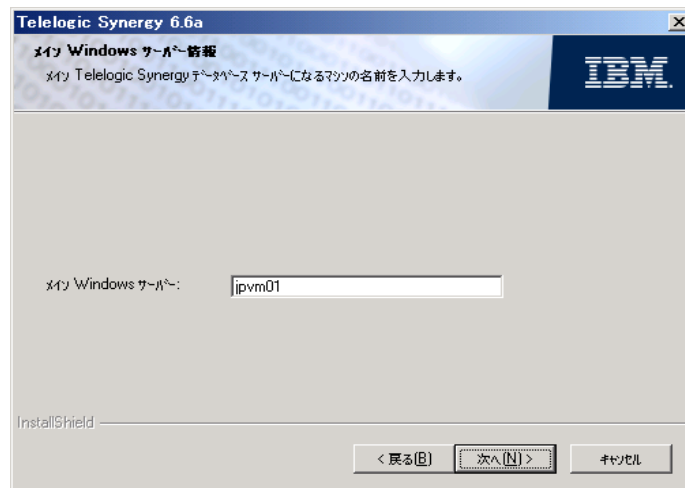 Telelogic Synergy 6.6a
メイン Windows サーバー情報
メイン Telelogic Synergy データベース サーバーになるマシンの名前を入力します。
IBM.
メイン Windows サーバー:
jpvm01
InstallShield
< 戻る(B)
次へ(N) >
キャンセル